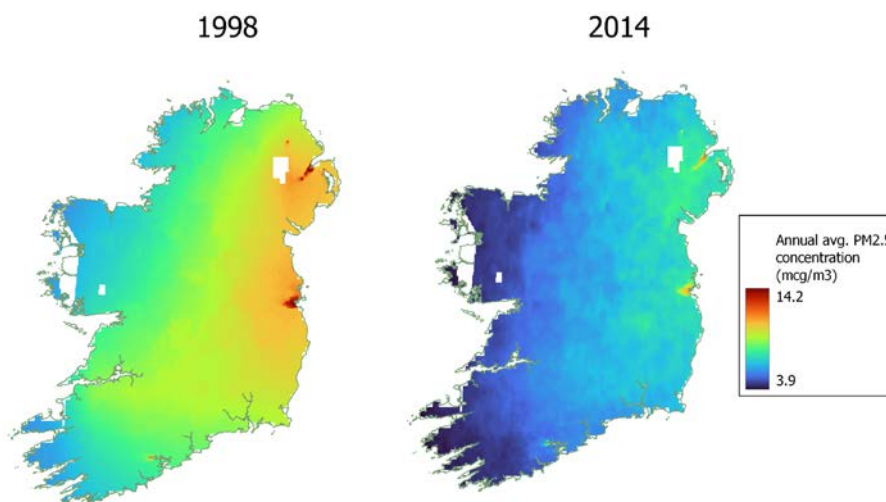 1998
2014
Annual avg. PM2.5
concentration
(mcg/m3)
14.2
3.9